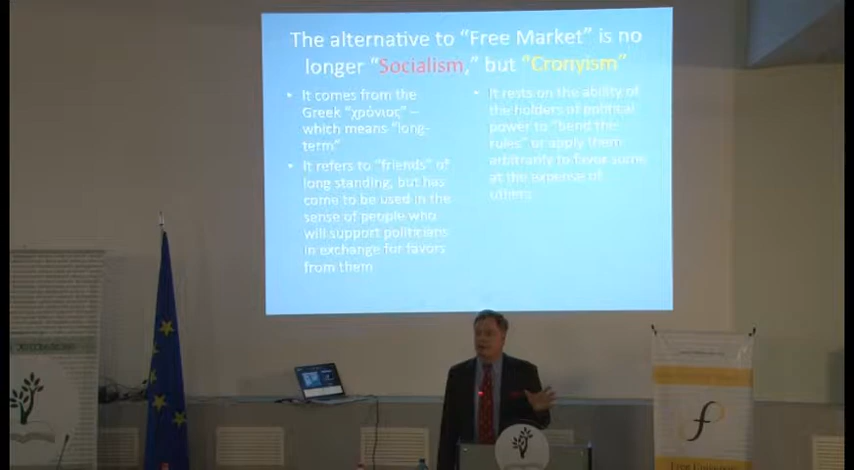 The alternative to "Free Market" is no
longer "Socialism," but "Cronyism"
• It comes from the
Greek "χρόνιος" –
which means "long-
term"
• It refers to "friends" of
long standing, but has
come to be used in the
sense of people who
will support politicians
in exchange for favors
from them
• It rests on the ability of
the holders of political
power to "bend the
rules" or apply them
arbitrarily to favor some
at the expense of
others